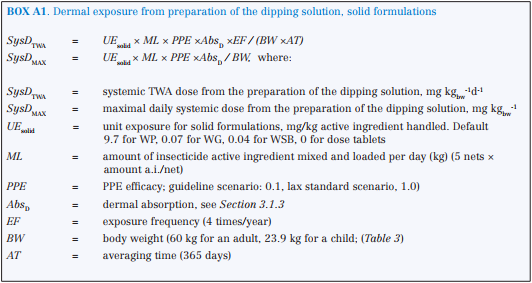 BOX A1. Dermal exposure from preparation of the dipping solution, solid formulations
SysD_TWA = UE_solid × ML × PPE ×Abs_D ×EF / (BW ×AT)
SysD_MAX = UE_solid × ML × PPE ×Abs_D / BW, where:
SysD_TWA = systemic TWA dose from the preparation of the dipping solution, mg kg_bw^-1 d^-1
SysD_MAX = maximal daily systemic dose from the preparation of the dipping solution, mg kg_bw^-1
UE_solid = unit exposure for solid formulations, mg/kg active ingredient handled. Default
9.7 for WP, 0.07 for WG, 0.04 for WSB, 0 for dose tablets
ML = amount of insecticide active ingredient mixed and loaded per day (kg) (5 nets ×
amount a.i./net)
PPE = PPE efficacy; guideline scenario: 0.1, lax standard scenario, 1.0)
Abs_D = dermal absorption, see Section 3.1.3
EF = exposure frequency (4 times/year)
BW = body weight (60 kg for an adult, 23.9 kg for a child; (Table 3)
AT = averaging time (365 days)